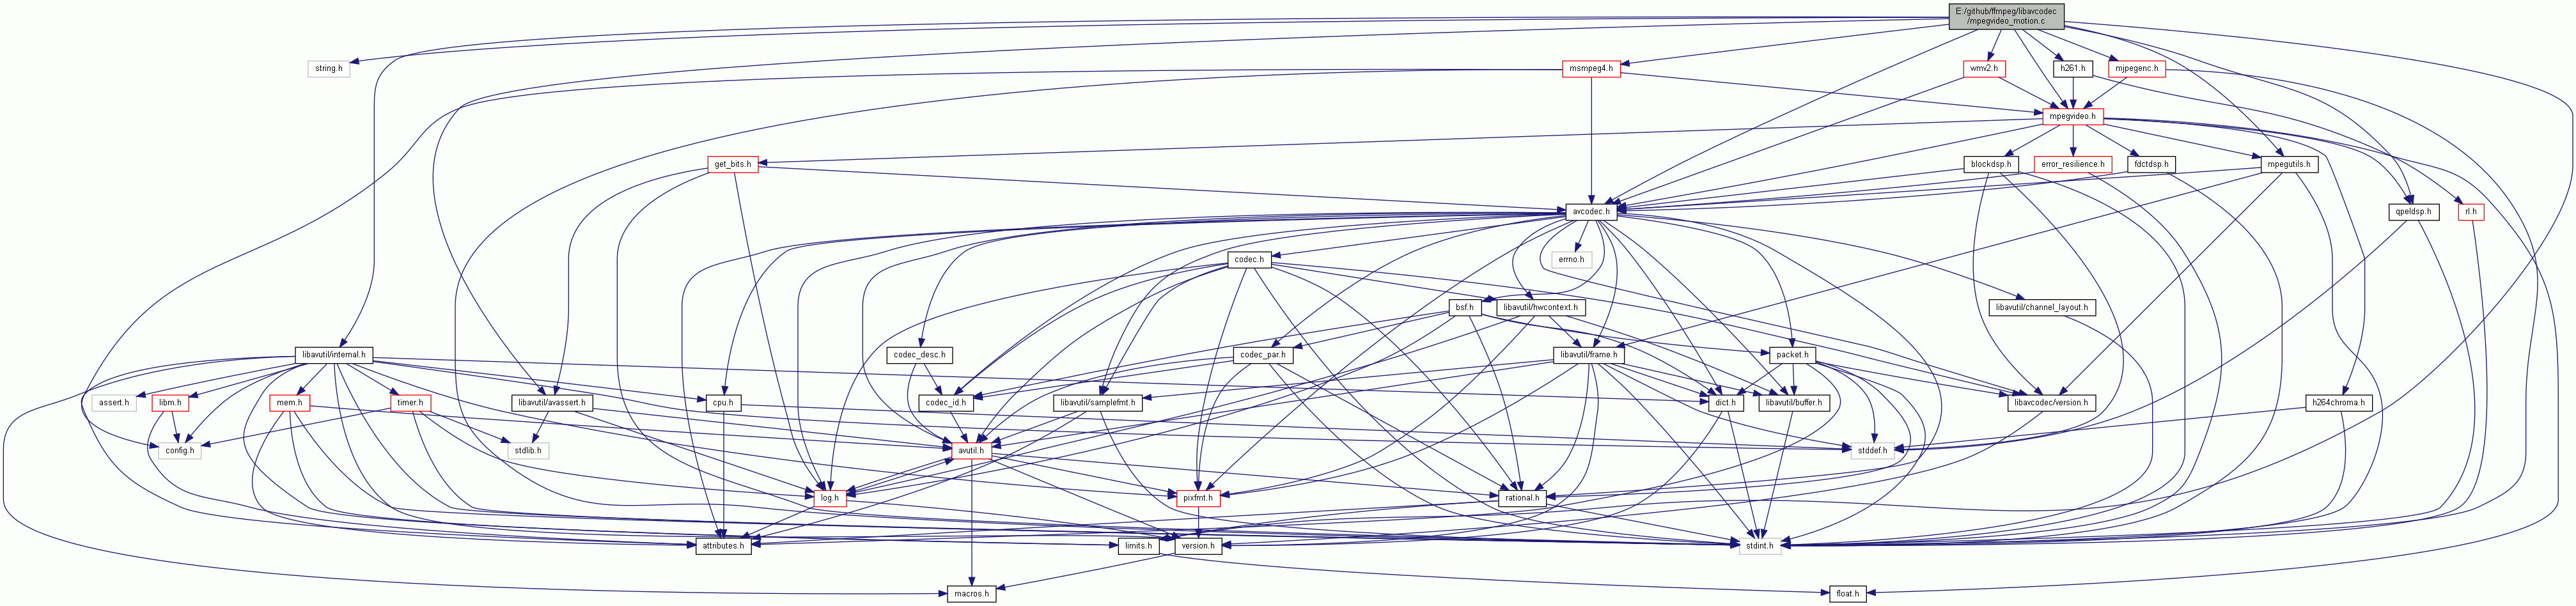 E:/github/ffmpeg/libavcodec
/mpegvideo_motion.c
string.h
msmpeg4.h
wmv2.h
h261.h
mjpegenc.h
mpegvideo.h
get_bits.h
blockdsp.h
error_resilience.h
fdctdsp.h
mpegutils.h
avcodec.h
qpeldsp.h
rl.h
codec.h
errno.h
bsf.h
libavutil/hwcontext.h
libavutil/channel_layout.h
libavutil/internal.h
codec_desc.h
codec_par.h
libavutil/frame.h
packet.h
assert.h
libm.h
mem.h
timer.h
libavutil/avassert.h
cpu.h
codec_id.h
libavutil/samplefmt.h
dict.h
libavutil/buffer.h
libavcodec/version.h
h264chroma.h
config.h
stdlib.h
avutil.h
stddef.h
log.h
pixfmt.h
rational.h
attributes.h
limits.h
version.h
stdint.h
macros.h
float.h